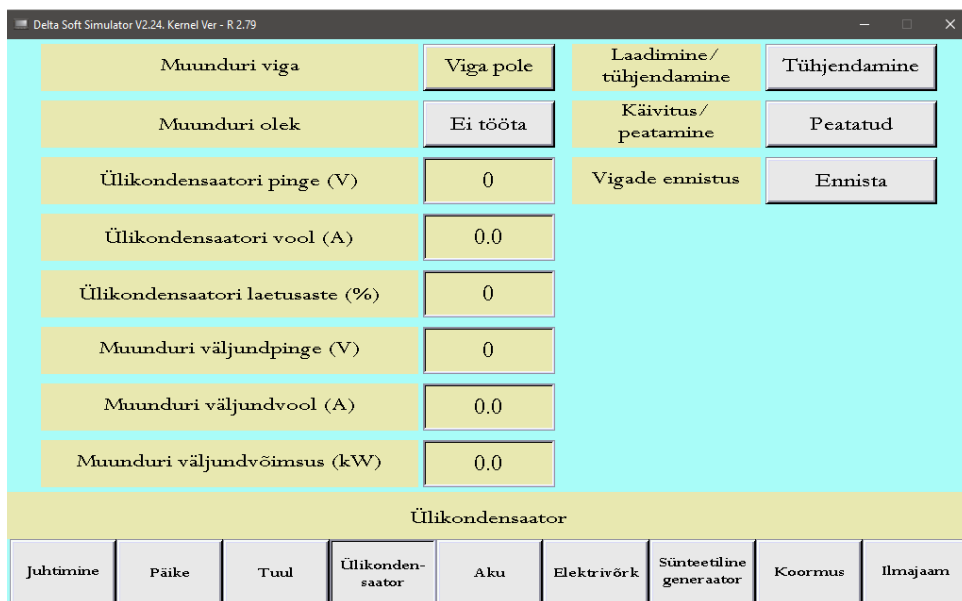 Delta Soft Simulator V2.24. Kernel Ver - R 2.79
Muunduri viga
Viga pole
Laadimine/
tühjendamine
Tühjendamine
Muunduri olek
Ei tööta
Käivitus/
peatamine
Peatatud
Ülikondensaatori pinge (V)
0
Vigade ennistus
Ennista
Ülikondensaatori vool (A)
0.0
Ülikondensaatori laetusaste (%)
0
Muunduri väljundpinge (V)
0
Muunduri väljundvool (A)
0.0
Muunduri väljundvõimsus (kW)
0.0
Ülikondensaator
Juhtimine
Päike
Tuul
Ülikonden-
saator
Aku
Elektrivõrk
Sünteetiline
generaator
Koormus
Ilmajaam